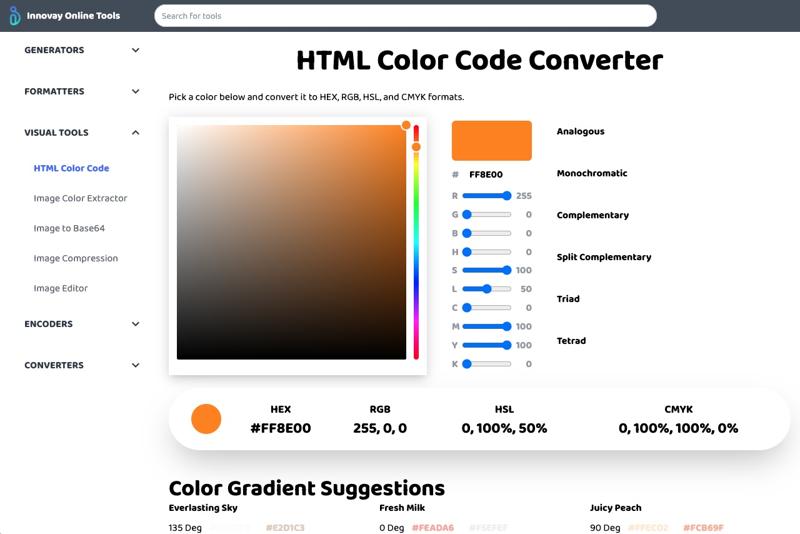 Innovay Online Tools
Search for tools
GENERATORS
FORMATTERS
VISUAL TOOLS
HTML Color Code
Image Color Extractor
Image to Base64
Image Compression
Image Editor
ENCODERS
CONVERTERS
HTML Color Code Converter
Pick a color below and convert it to HEX, RGB, HSL, and CMYK formats.
# FF8E00
R 255
G 0
B 0
H 0
S 100
L 50
C 0
M 100
Y 100
K 0
Analogous
Monochromatic
Complementary
Split Complementary
Triad
Tetrad
HEX RGB HSL CMYK
#FF8E00 255, 0, 0 0, 100%, 50% 0, 100%, 100%, 0%
Color Gradient Suggestions
Everlasting Sky Fresh Milk Juicy Peach
135 Deg #E2D1C3 0 Deg #FEADA6 #F5EFEF 90 Deg #FFECD2 #FCB69F